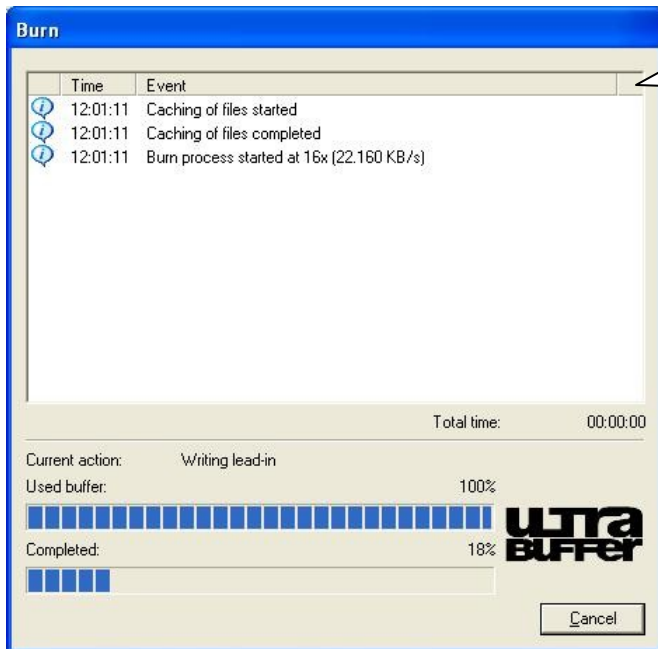 Burn
Time Event
12:01:11 Caching of files started
12:01:11 Caching of files completed
12:01:11 Burn process started at 16x (22.160 KB/s)
Total time: 00:00:00
Current action: Writing lead-in
Used buffer: 100%
Completed: 18%
ULTRA
BUFFER
Cancel